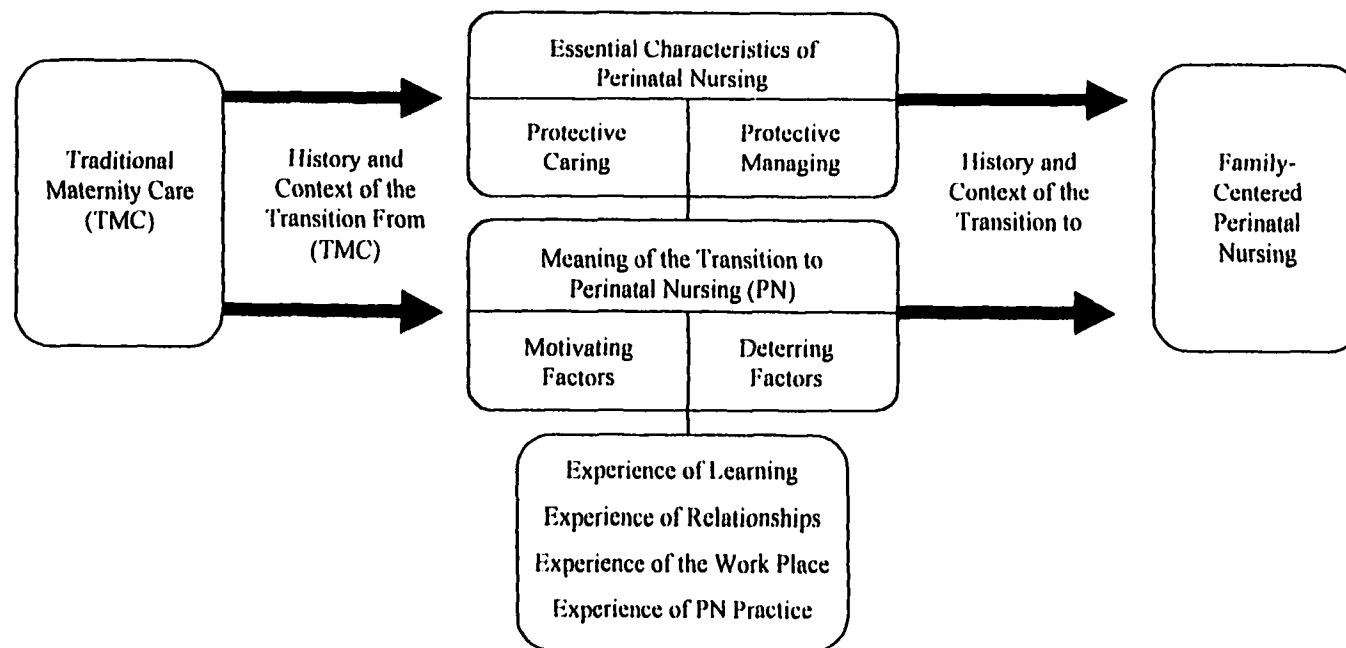 Traditional
Maternity Care
(TMC)
History and
Context of the
Transition From
(TMC)
Essential Characteristics of
Perinatal Nursing
Protective
Caring
Protective
Managing
Meaning of the Transition to
Perinatal Nursing (PN)
Motivating
Factors
Deterring
Factors
Experience of Learning
Experience of Relationships
Experience of the Work Place
Experience of PN Practice
History and
Context of the
Transition to
Family-
Centered
Perinatal
Nursing